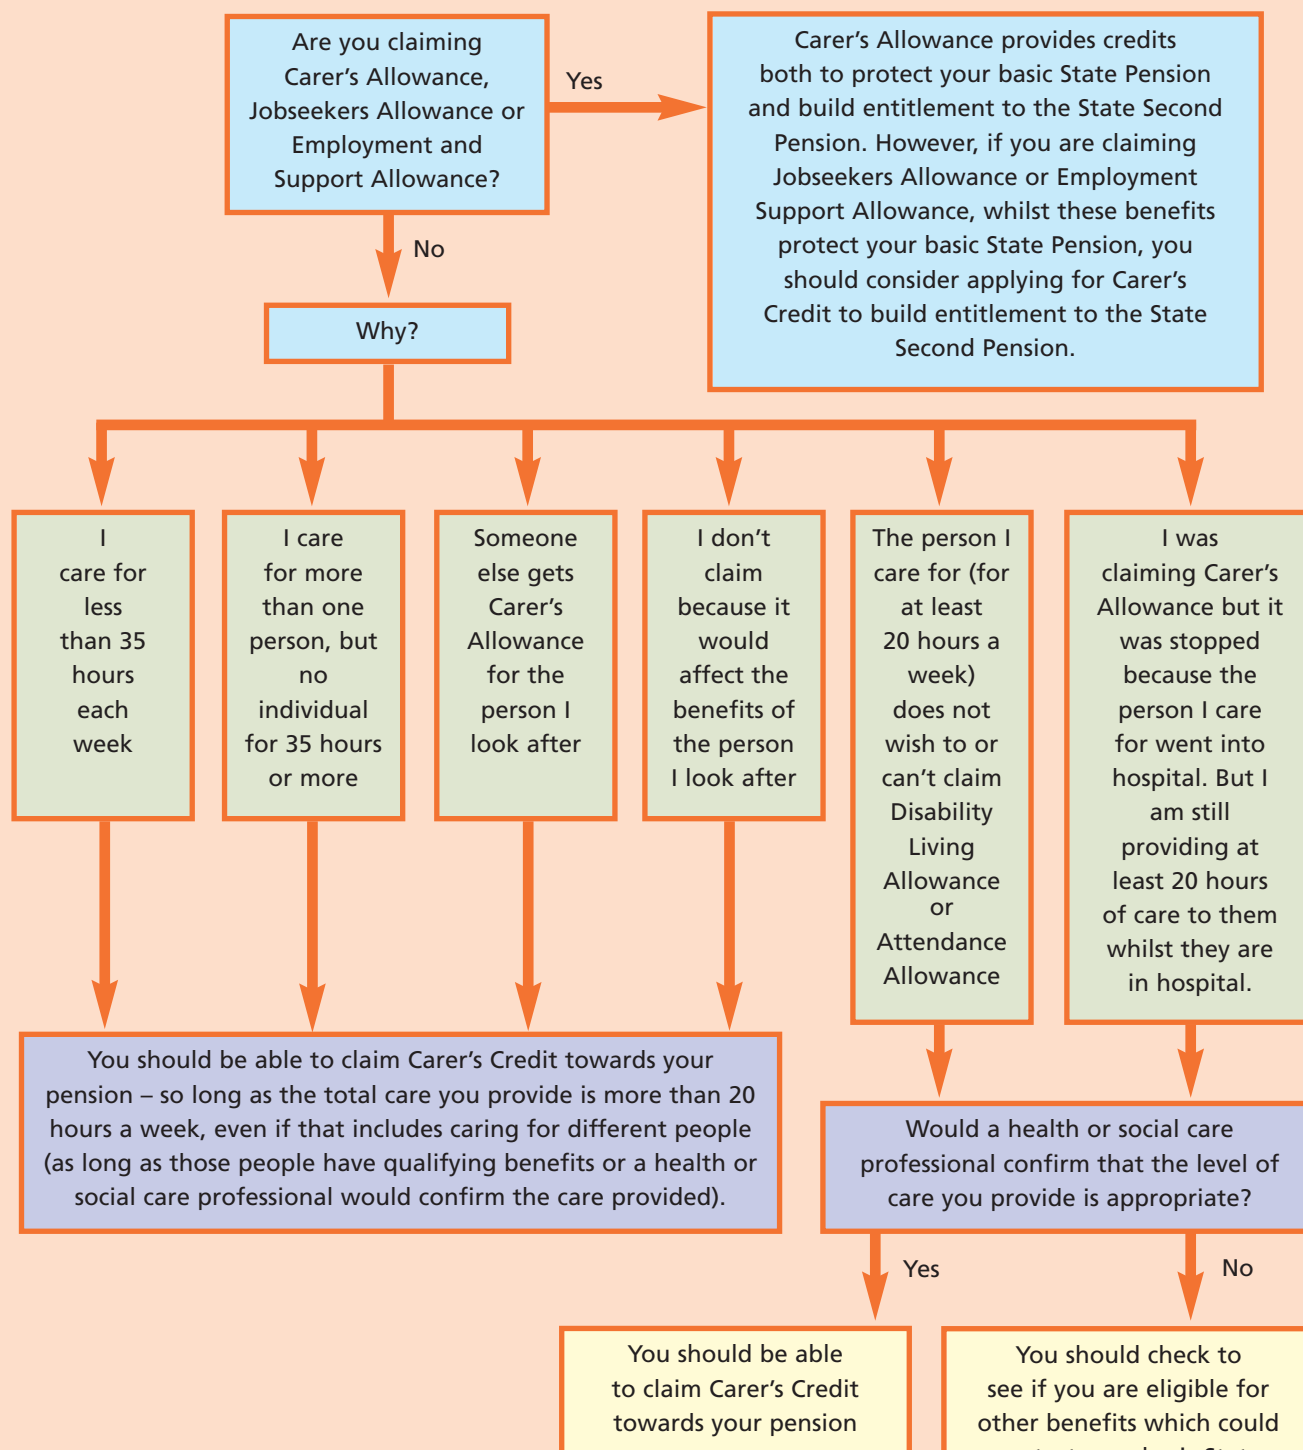 Are you claiming
Carer's Allowance,
Jobseekers Allowance or
Employment and
Support Allowance?
Yes
Carer's Allowance provides credits
both to protect your basic State Pension
and build entitlement to the State Second
Pension. However, if you are claiming
Jobseekers Allowance or Employment
Support Allowance, whilst these benefits
protect your basic State Pension, you
should consider applying for Carer's
Credit to build entitlement to the State
Second Pension.
No
Why?
I
care for
less
than 35
hours
each
week
I care
for more
than one
person, but
no
individual
for 35 hours
or more
Someone
else gets
Carer's
Allowance
for the
person I
look after
I don't
claim
because it
would
affect the
benefits of
the person
I look after
The person I
care for (for
at least
20 hours a
week)
does not
wish to or
can't claim
Disability
Living
Allowance
or
Attendance
Allowance
I was
claiming Carer's
Allowance but it
was stopped
because the
person I care
for went into
hospital. But I
am still
providing at
least 20 hours
of care to them
whilst they are
in hospital.
You should be able to claim Carer's Credit towards your
pension – so long as the total care you provide is more than 20
hours a week, even if that includes caring for different people
(as long as those people have qualifying benefits or a health or
social care professional would confirm the care provided).
Would a health or social care
professional confirm that the level of
care you provide is appropriate?
Yes
No
You should be able
to claim Carer's Credit
towards your pension
You should check to
see if you are eligible for
other benefits which could